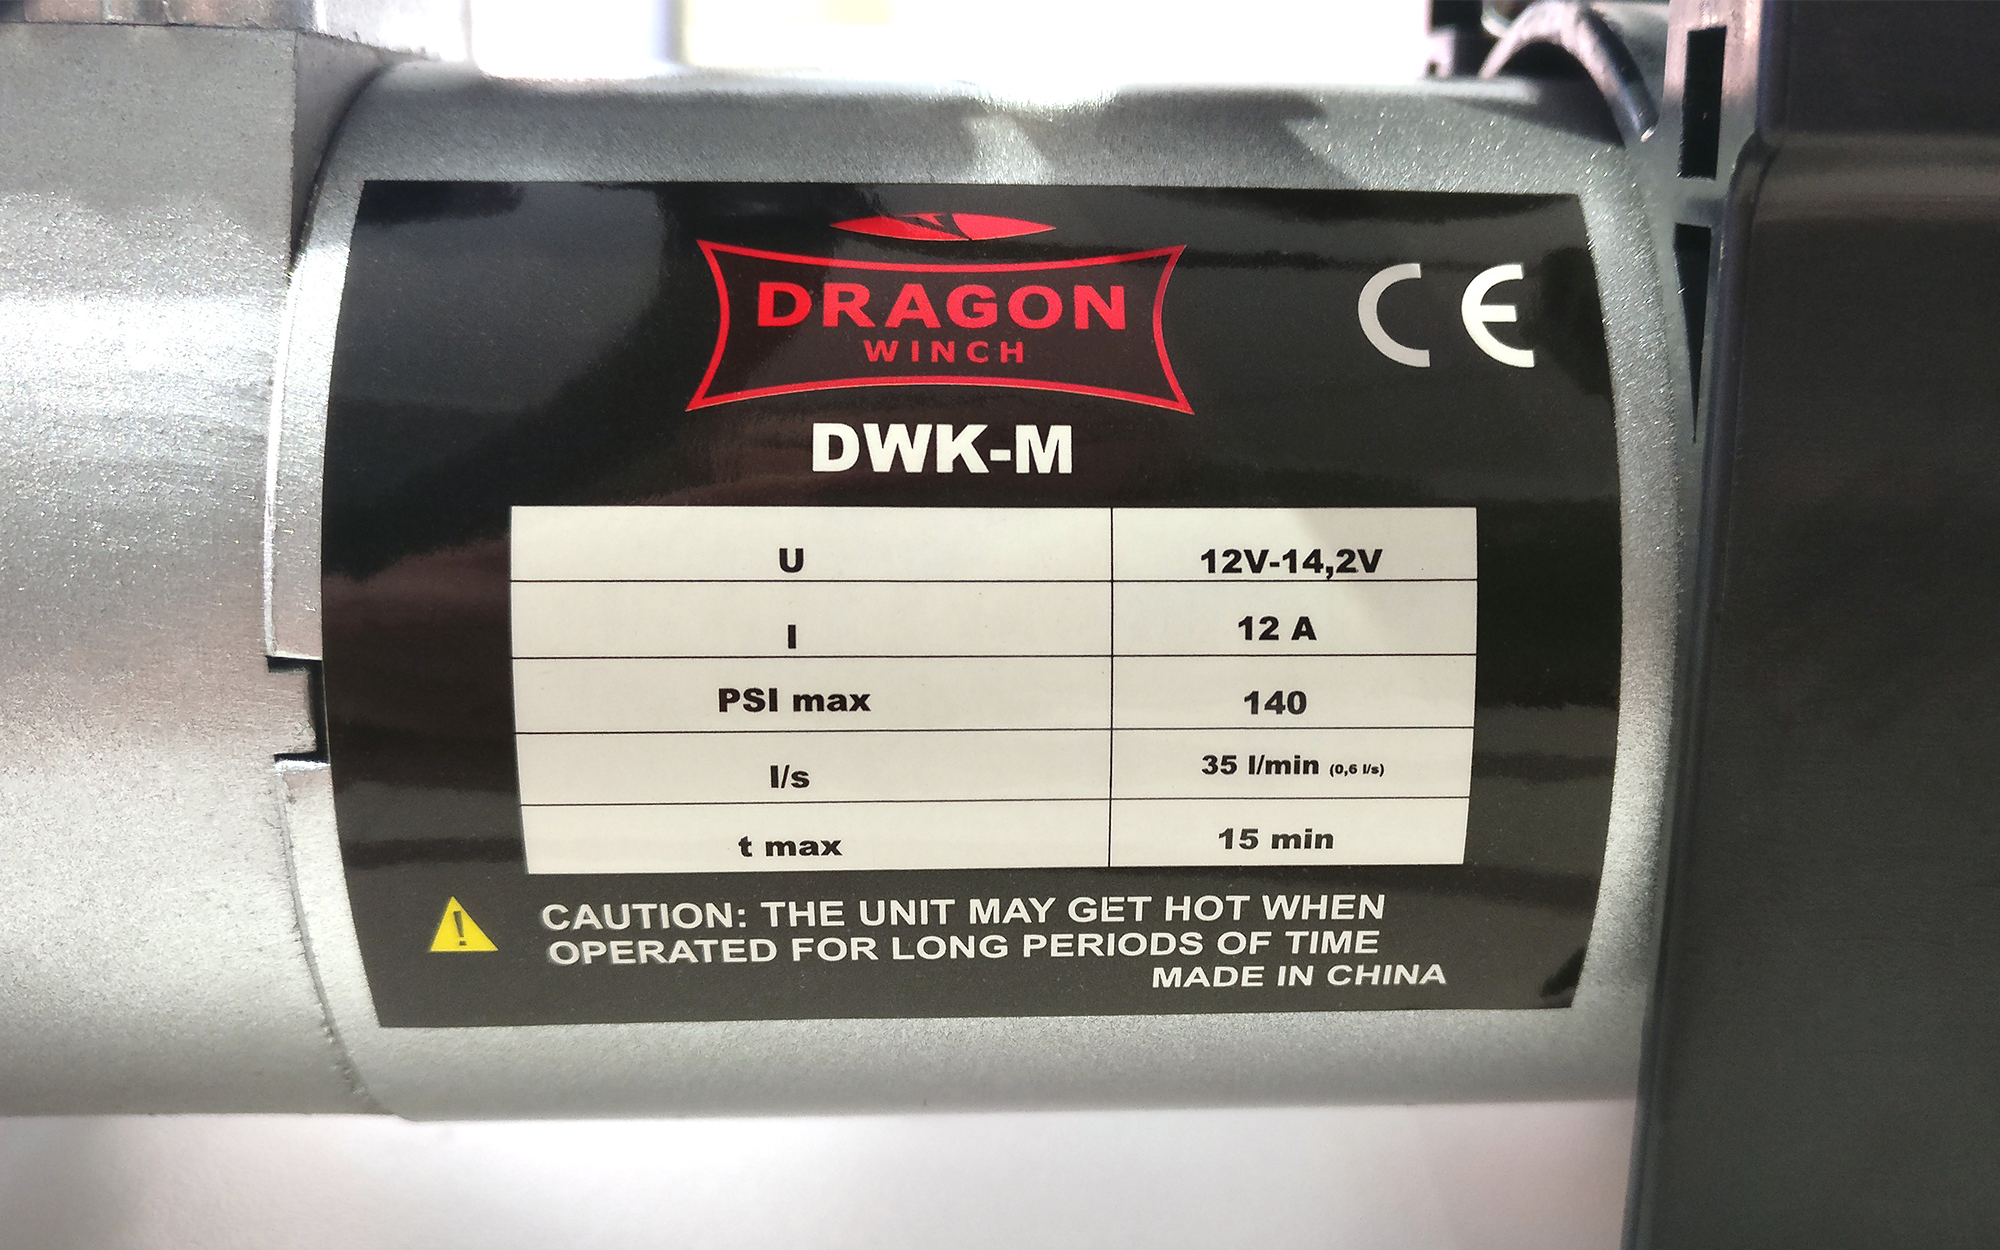 DRAGON
WINCH
CE
DWK-M
U 12V-14,2V
I 12 A
PSI max 140
l/s 35 l/min (0,6 l/s)
t max 15 min
CAUTION: THE UNIT MAY GET HOT WHEN
OPERATED FOR LONG PERIODS OF TIME
MADE IN CHINA